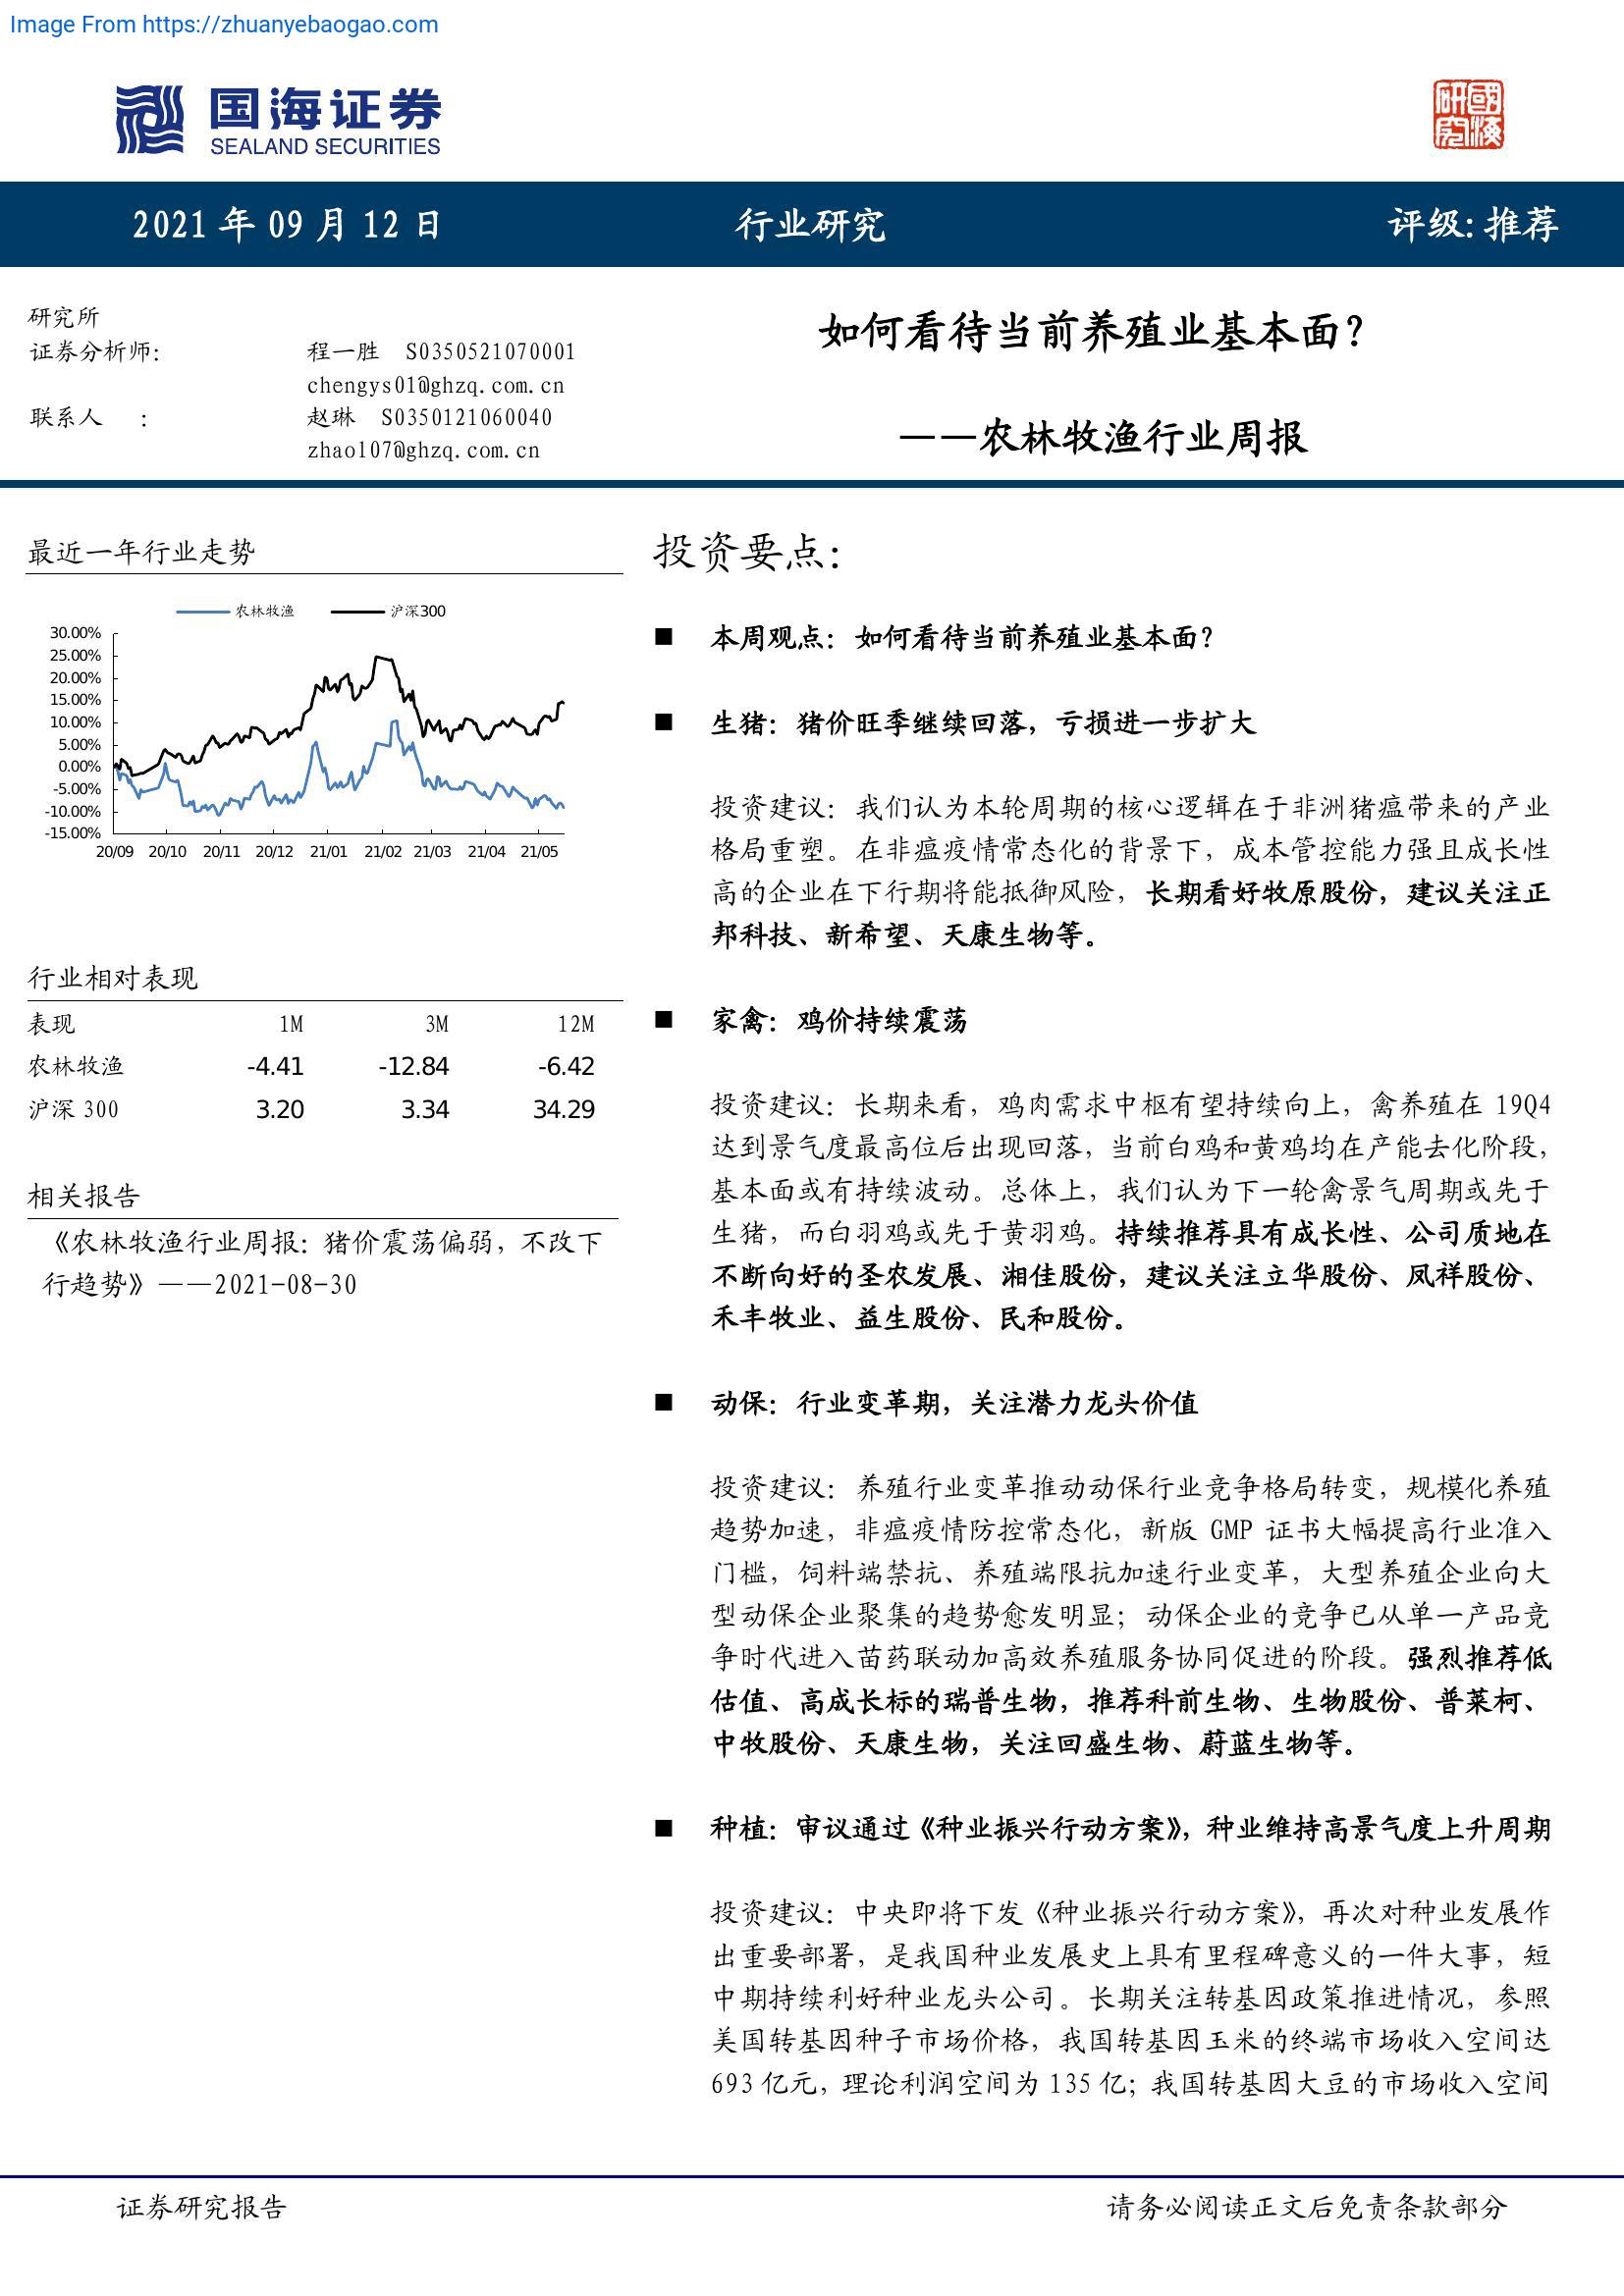 Image From https://zhuanyebaogao.com
国海证券
SEALAND SECURITIES
研國
究海
2021 年 09 月 12 日
行业研究
评级: 推荐
研究所
证券分析师:
程一胜 S0350521070001
chengys01@ghzq.com.cn
联系人 :
赵琳 S0350121060040
zhaol07@ghzq.com.cn
如何看待当前养殖业基本面?
——农林牧渔行业周报
最近一年行业走势
农林牧渔 沪深300
30.00%
25.00%
20.00%
15.00%
10.00%
5.00%
0.00%
-5.00%
-10.00%
-15.00%
20/09 20/10 20/11 20/12 21/01 21/02 21/03 21/04 21/05
行业相对表现
表现 1M 3M 12M
农林牧渔 -4.41 -12.84 -6.42
沪深 300 3.20 3.34 34.29
相关报告
《农林牧渔行业周报：猪价震荡偏弱，不改下
行趋势》——2021-08-30
投资要点：
■ 本周观点：如何看待当前养殖业基本面？
■ 生猪：猪价旺季继续回落，亏损进一步扩大
投资建议：我们认为本轮周期的核心逻辑在于非洲猪瘟带来的产业
格局重塑。在非瘟疫情常态化的背景下，成本管控能力强且成长性
高的企业在下行期将能抵御风险，长期看好牧原股份，建议关注正
邦科技、新希望、天康生物等。
■ 家禽：鸡价持续震荡
投资建议：长期来看，鸡肉需求中枢有望持续向上，禽养殖在 19Q4
达到景气度最高位后出现回落，当前白鸡和黄鸡均在产能去化阶段，
基本面或有持续波动。总体上，我们认为下一轮禽景气周期或先于
生猪，而白羽鸡或先于黄羽鸡。持续推荐具有成长性、公司质地在
不断向好的圣农发展、湘佳股份，建议关注立华股份、凤祥股份、
禾丰牧业、益生股份、民和股份。
■ 动保：行业变革期，关注潜力龙头价值
投资建议：养殖行业变革推动动保行业竞争格局转变，规模化养殖
趋势加速，非瘟疫情防控常态化，新版 GMP 证书大幅提高行业准入
门槛，饲料端禁抗、养殖端限抗加速行业变革，大型养殖企业向大
型动保企业聚集的趋势愈发明显；动保企业的竞争已从单一产品竞
争时代进入苗药联动加高效养殖服务协同促进的阶段。强烈推荐低
估值、高成长标的瑞普生物，推荐科前生物、生物股份、普莱柯、
中牧股份、天康生物，关注回盛生物、蔚蓝生物等。
■ 种植：审议通过《种业振兴行动方案》，种业维持高景气度上升周期
投资建议：中央即将下发《种业振兴行动方案》，再次对种业发展作
出重要部署，是我国种业发展史上具有里程碑意义的一件大事，短
中期持续利好种业龙头公司。长期关注转基因政策推进情况，参照
美国转基因种子市场价格，我国转基因玉米的终端市场收入空间达
693 亿元，理论利润空间为 135 亿；我国转基因大豆的市场收入空间
证券研究报告
请务必阅读正文后免责条款部分